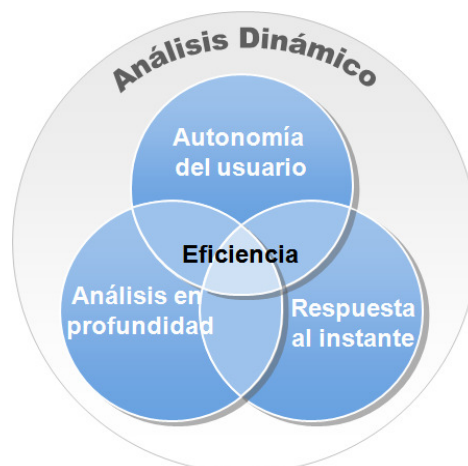 Análisis Dinámico
Autonomía
del usuario
Eficiencia
Análisis en
profundidad
Respuesta
al instante